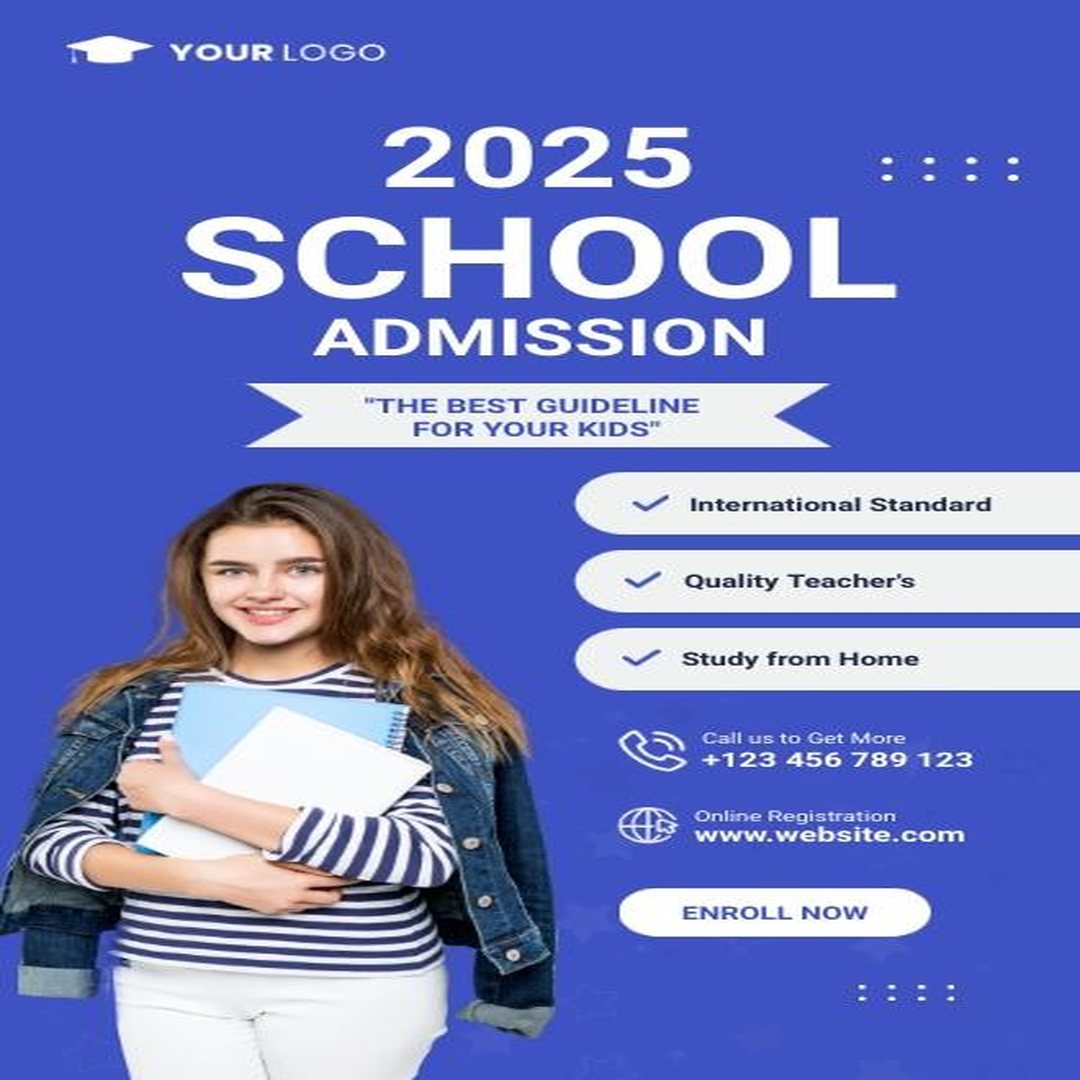 YOUR LOGO
2025
SCHOOL
ADMISSION
"THE BEST GUIDELINE
FOR YOUR KIDS"
International Standard
Quality Teacher's
Study from Home
Call us to Get More
+123 456 789 123
Online Registration
www.website.com
ENROLL NOW